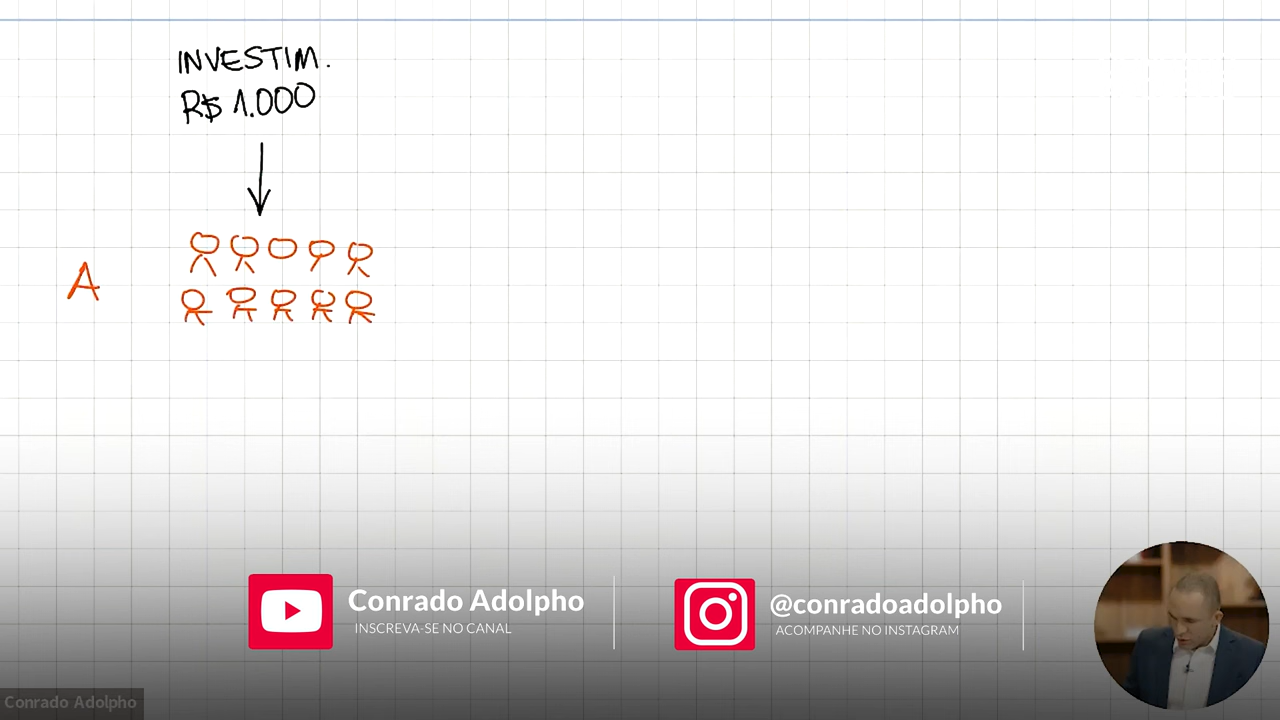 INVESTIM.
R$ 1.000
A
Conrado Adolpho
INSCREVA-SE NO CANAL
@conradoadolpho
ACOMPANHE NO INSTAGRAM
Conrado Adolpho